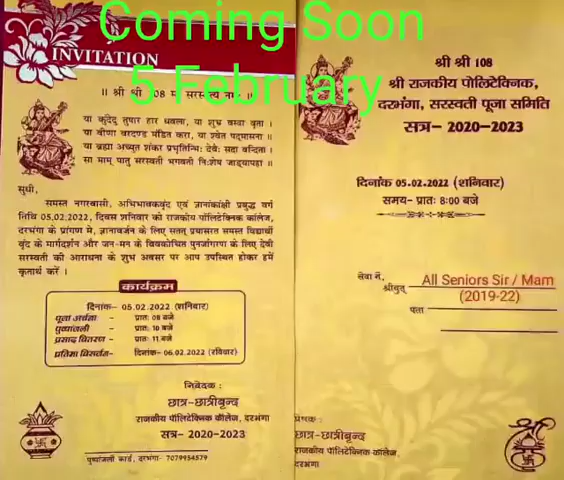 Coming Soon
5 February
INVITATION
या कुंदेदु तुषार हार धवला, या शुभ्र वस्त्रा वृता ।
या वीणा वारदण्ड मंडित करा, या श्वेत पद्मासना ।।
या ब्रह्मा अच्युत शंकर प्रभृतिभिः देवैः सदा वन्दिता ।
सा माम् पातु सरस्वती भगवती निःशेष जाड्यापहा ।।
सुधी,
समस्त नगरवासी, अभिभावकवृंद एवं ज्ञानाकांक्षी प्रबुद्ध वर्ग
तिथि 05.02.2022, दिवस शनिवार को राजकीय पॉलिटेक्निक कॉलेज,
दरभंगा के प्रांगण मे, ज्ञानावर्जन के लिए सतत् प्रयासरत समस्त विद्यार्थी
वृंद के मार्गदर्शन और जन-मन के विवकोचित पुनर्जागरण के लिए देवी
सरस्वती की आराधना के शुभ अवसर पर आप उपस्थित होकर हमें
कृतार्थ करें ।
कार्यक्रम
दिनांक- 05.02.2022 (शनिवार)
पूजा अर्चना - प्रातः 08 बजे
पुष्पांजली - प्रातः 10 बजे
प्रसाद वितरण - प्रातः 11 बजे
प्रतिमा विसर्जन- दिनांक- 06.02.2022 (रविवार)
निवेदक :
छात्र-छात्रीवृन्द
राजकीय पॉलिटेक्निक कॉलेज, दरभंगा
सत्र- 2020-2023
पुष्पांजली कार्ड, दरभंगा- 7079954579
श्री श्री 108
श्री राजकीय पोलिटेक्निक,
दरभंगा, सरस्वती पूजा समिति
सत्र- 2020-2023
दिनांक 05.02.2022 (शनिवार)
समय- प्रातः 8:00 बजे
सेवा में,
श्रीयुत् All Seniors Sir / Mam
(2019-22)
पता
प्रेषक :
छात्र-छात्रीवृन्द
राजकीय पॉलिटेक्निक कॉलेज,
दरभंगा
श्री